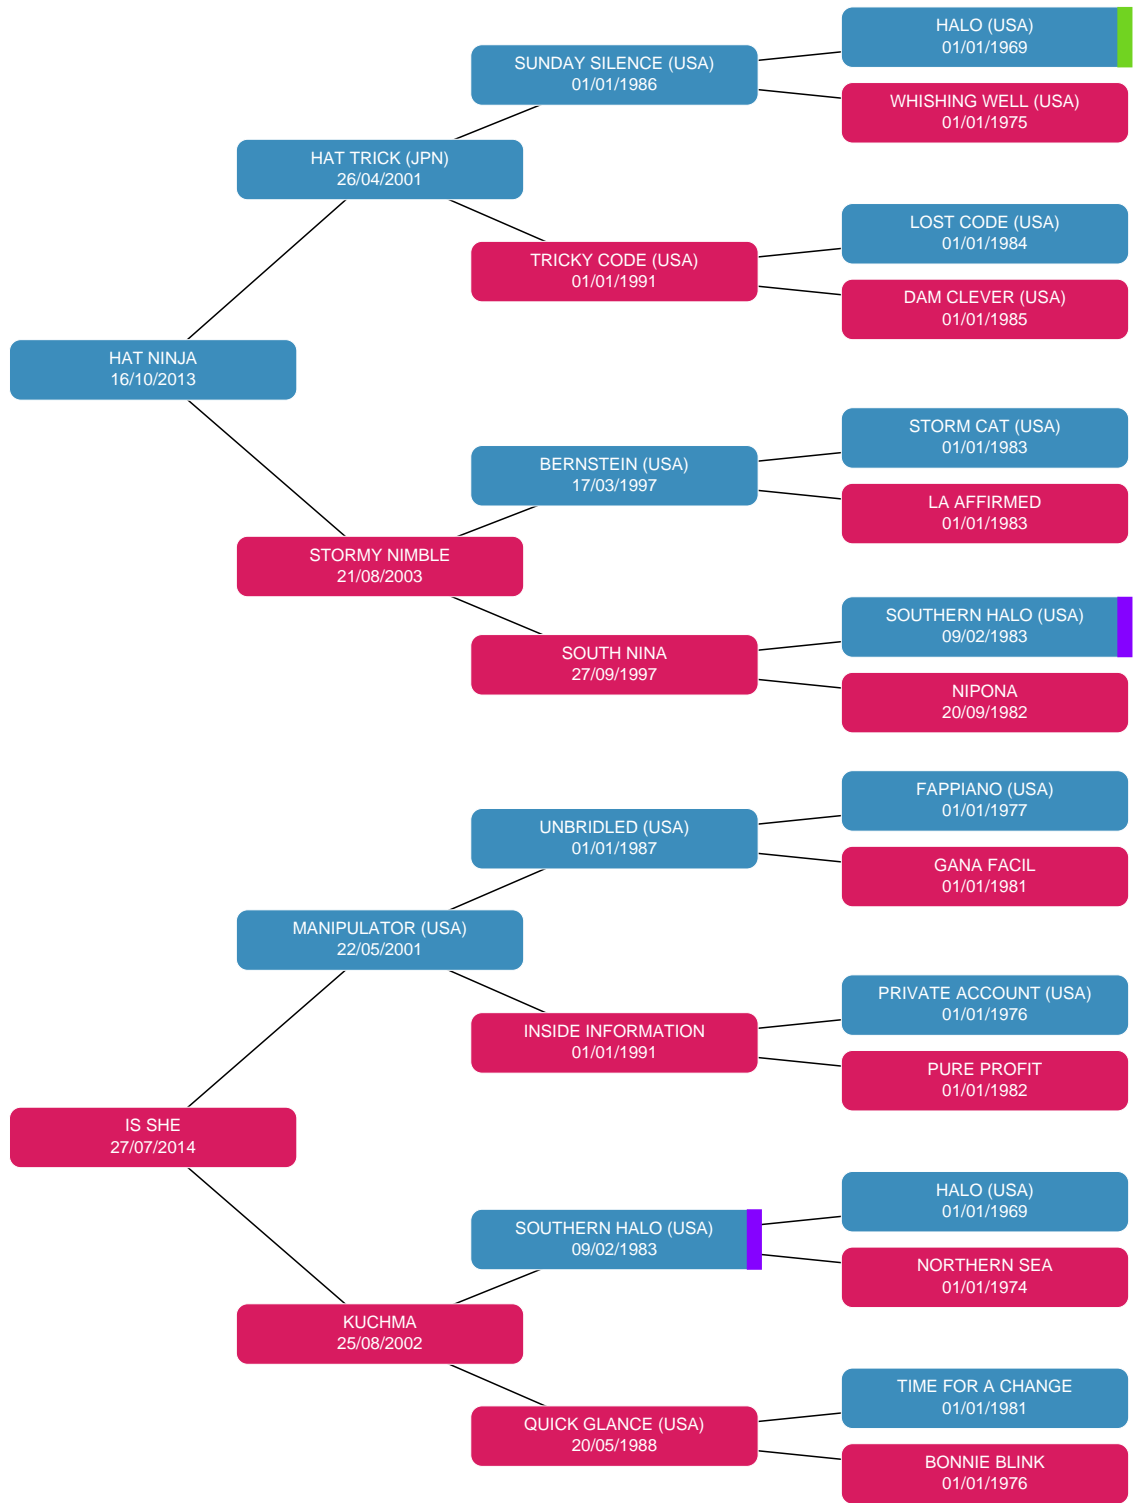 HALO (USA)
01/01/1969
SUNDAY SILENCE (USA)
01/01/1986
WHISHING WELL (USA)
01/01/1975
HAT TRICK (JPN)
26/04/2001
LOST CODE (USA)
01/01/1984
TRICKY CODE (USA)
01/01/1991
DAM CLEVER (USA)
01/01/1985
HAT NINJA
16/10/2013
STORM CAT (USA)
01/01/1983
BERNSTEIN (USA)
17/03/1997
LA AFFIRMED
01/01/1983
STORMY NIMBLE
21/08/2003
SOUTHERN HALO (USA)
09/02/1983
SOUTH NINA
27/09/1997
NIPONA
20/09/1982
FAPPIANO (USA)
01/01/1977
UNBRIDLED (USA)
01/01/1987
GANA FACIL
01/01/1981
MANIPULATOR (USA)
22/05/2001
PRIVATE ACCOUNT (USA)
01/01/1976
INSIDE INFORMATION
01/01/1991
PURE PROFIT
01/01/1982
IS SHE
27/07/2014
HALO (USA)
01/01/1969
SOUTHERN HALO (USA)
09/02/1983
NORTHERN SEA
01/01/1974
KUCHMA
25/08/2002
TIME FOR A CHANGE
01/01/1981
QUICK GLANCE (USA)
20/05/1988
BONNIE BLINK
01/01/1976